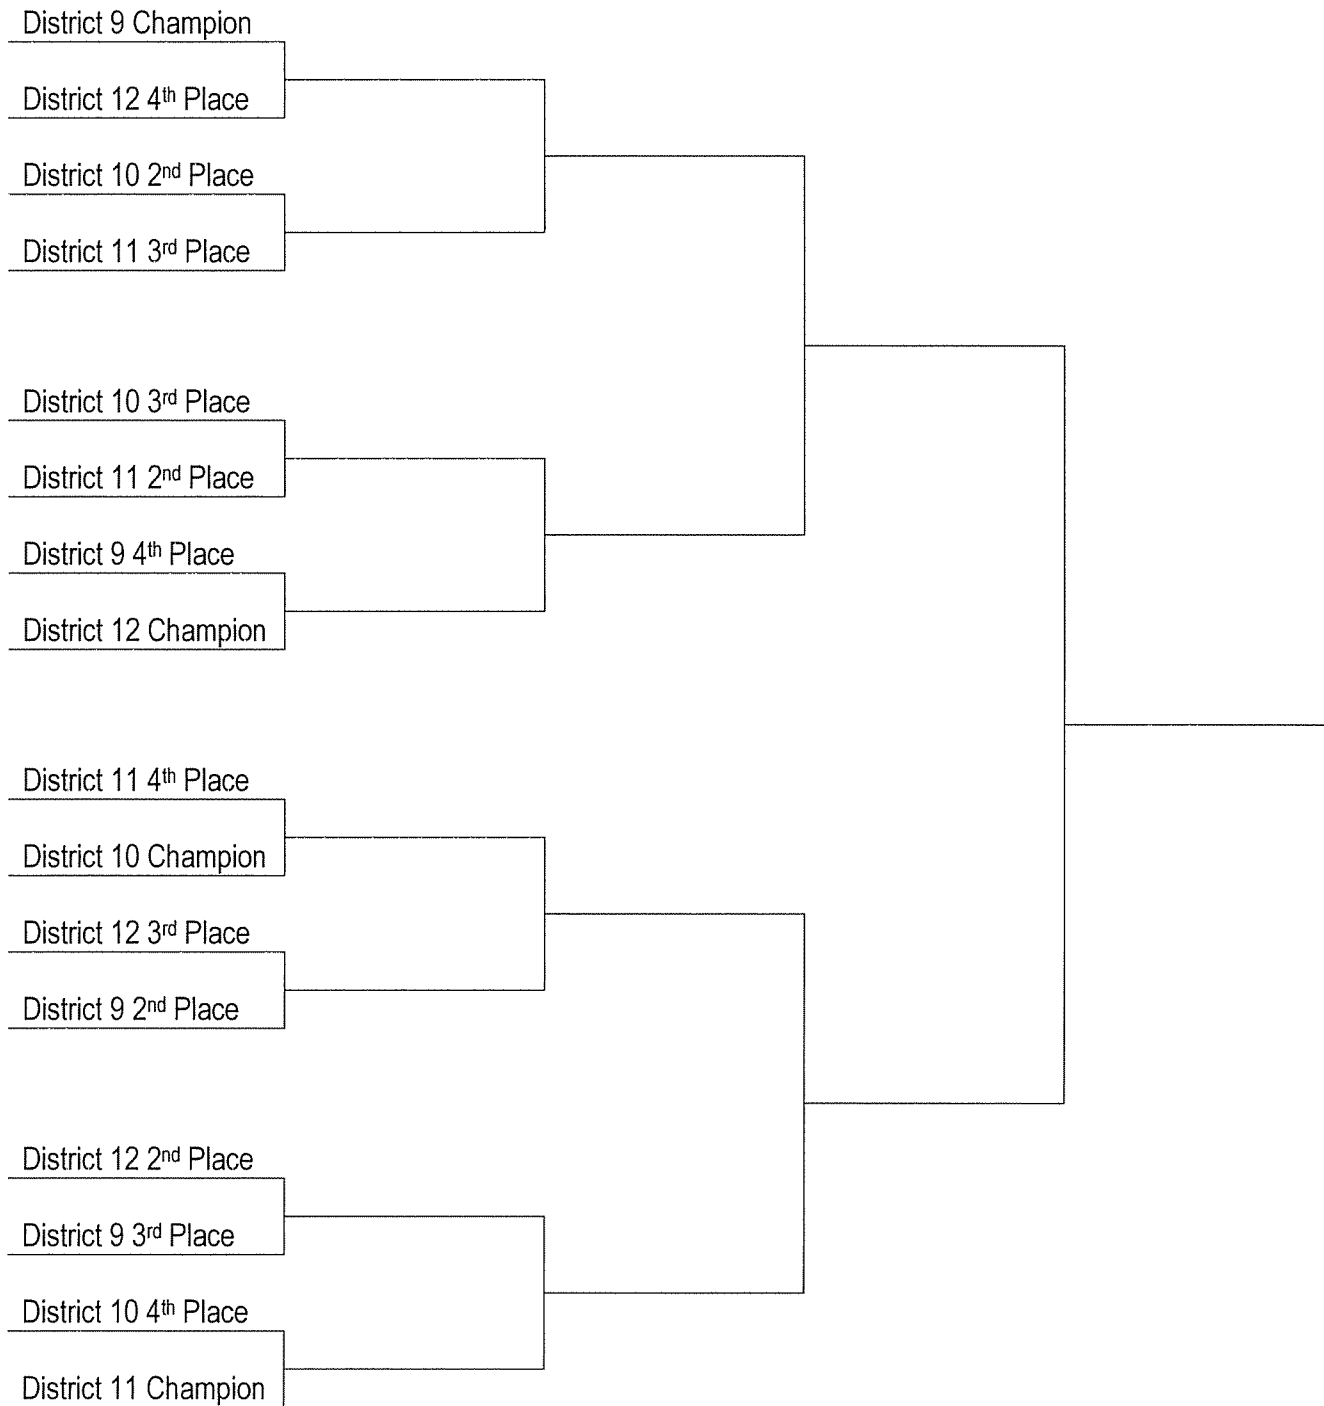 District 9 Champion
District 12 4th Place
District 10 2nd Place
District 11 3rd Place
District 10 3rd Place
District 11 2nd Place
District 9 4th Place
District 12 Champion
District 11 4th Place
District 10 Champion
District 12 3rd Place
District 9 2nd Place
District 12 2nd Place
District 9 3rd Place
District 10 4th Place
District 11 Champion